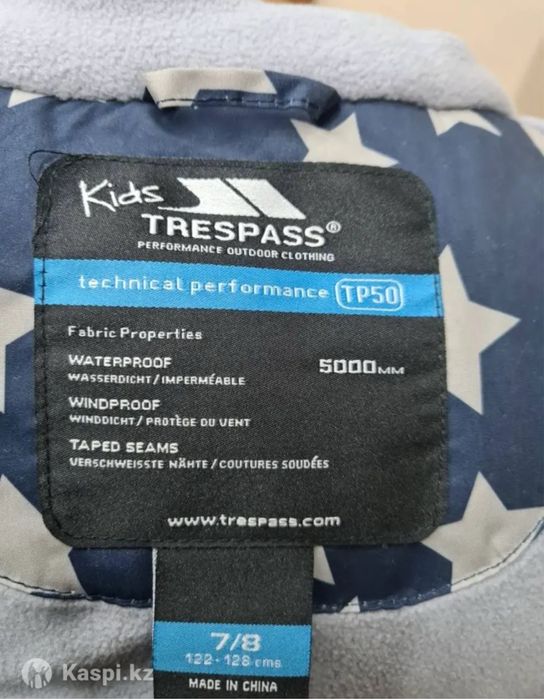 Kids
TRESPASS®
PERFORMANCE OUTDOOR CLOTHING
technical performance TP50
Fabric Properties
WATERPROOF 5000MM
WASSERDICHT/IMPERMÉABLE
WINDPROOF
WINDDICHT/PROTÈGE DU VENT
TAPED SEAMS
VERSCHWEISSTE NÄHTE/COUTURES SOUDÉES
www.trespass.com
7/8
122-128 cms
MADE IN CHINA
Kaspi.kz